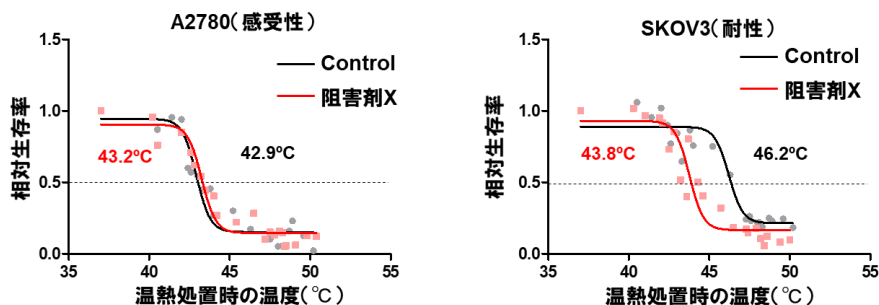 A2780(感受性)
相対生存率
1.5
1.0
0.5
0.0
35
40
45
50
55
温熱処置時の温度(℃)
Control
阻害剤X
43.2ºC
42.9ºC
SKOV3(耐性)
相対生存率
1.5
1.0
0.5
0.0
35
40
45
50
55
温熱処置時の温度(℃)
Control
阻害剤X
43.8ºC
46.2ºC